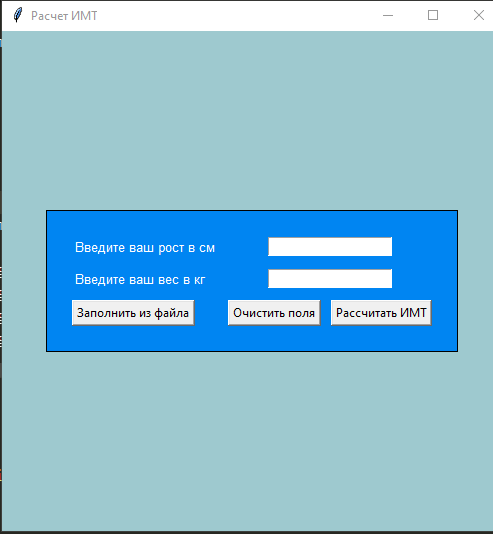 Расчет ИМТ
Введите ваш рост в см
Введите ваш вес в кг
Заполнить из файла Очистить поля Рассчитать ИМТ